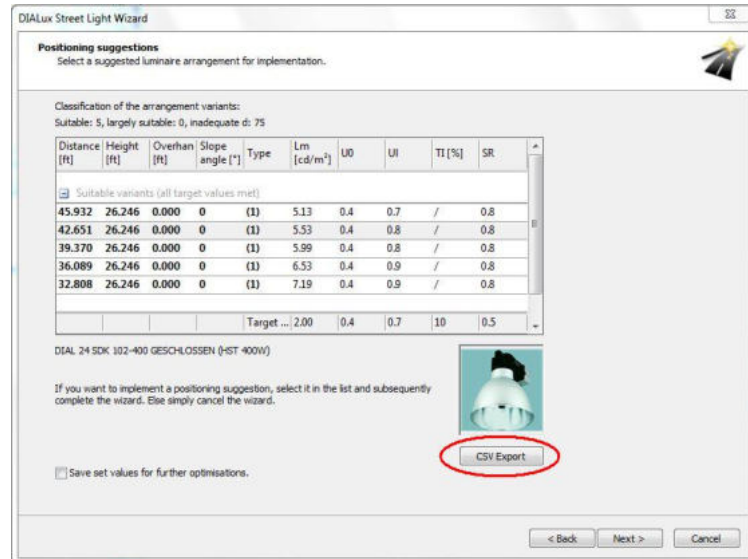 DIALux Street Light Wizard
Positioning suggestions
Select a suggested luminaire arrangement for implementation.
Classification of the arrangement variants:
Suitable: 5, largely suitable: 0, inadequate d: 75
Distance [ft] Height [ft] Overhan [ft] Slope angle [°] Type Lm [cd/m²] U0 UI TI [%] SR
Suitable variants (all target values met)
45.932 26.246 0.000 0 (1) 5.13 0.4 0.7 / 0.8
42.651 26.246 0.000 0 (1) 5.53 0.4 0.8 / 0.8
39.370 26.246 0.000 0 (1) 5.99 0.4 0.8 / 0.8
36.089 26.246 0.000 0 (1) 6.53 0.4 0.9 / 0.8
32.808 26.246 0.000 0 (1) 7.19 0.4 0.9 / 0.8
Target ... 2.00 0.4 0.7 10 0.5
DIAL 24 SDK 102-400 GESCHLOSSEN (HST 400W)
If you want to implement a positioning suggestion, select it in the list and subsequently
complete the wizard. Else simply cancel the wizard.
CSV Export
Save set values for further optimisations.
< Back Next > Cancel